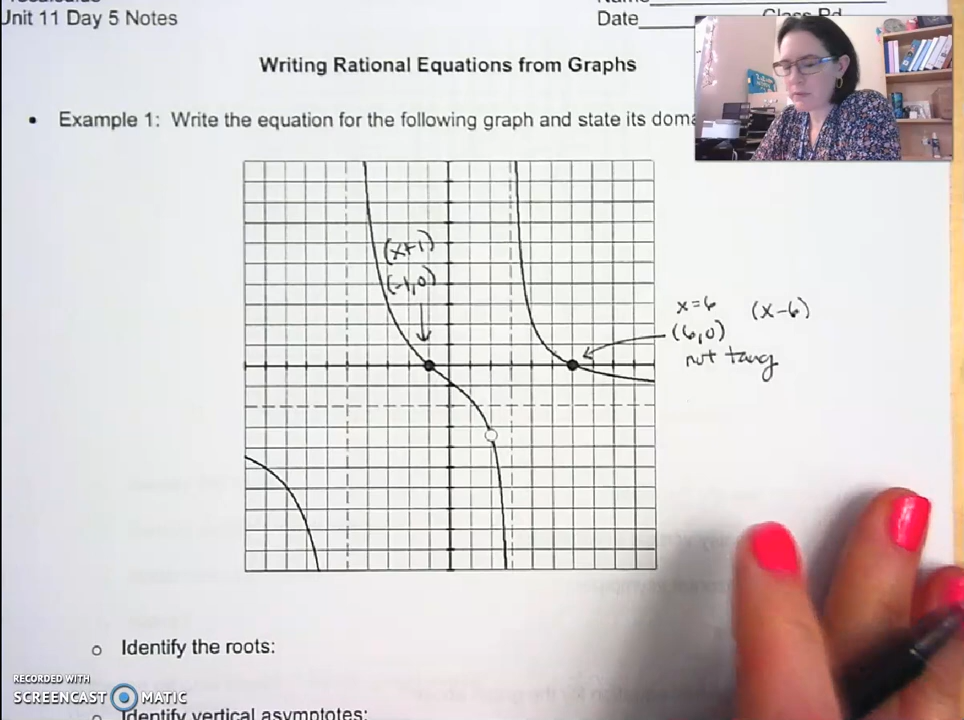 Unit 11 Day 5 Notes
Date
Writing Rational Equations from Graphs
• Example 1: Write the equation for the following graph and state its
(x+1)
(-1,0)
x=6 (x-6)
(6,0)
not tang
o Identify the roots:
RECORDED WITH
SCREENCAST MATIC
o Identify vertical asymptotes: